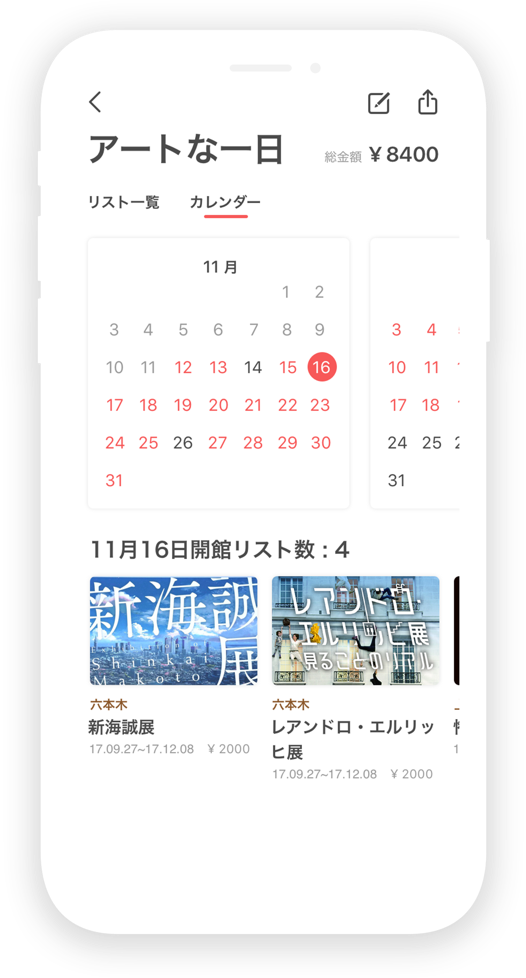 アートな一日
総金額 ¥ 8400
リスト一覧 カレンダー
11 月
1 2
3 4 5 6 7 8 9
3 4
10 11 12 13 14 15 16
10 11
17 18 19 20 21 22 23
17 18
24 25 26 27 28 29 30
24 25 2
31
31
11月16日開館リスト数 : 4
新海誠展
Shinkai
Makoto
レアンドロ・
エルリッヒ展
見ることのリアル
六本木
新海誠展
17.09.27~17.12.08 ¥ 2000
六本木
レアンドロ・エルリッ
ヒ展
17.09.27~17.12.08 ¥ 2000